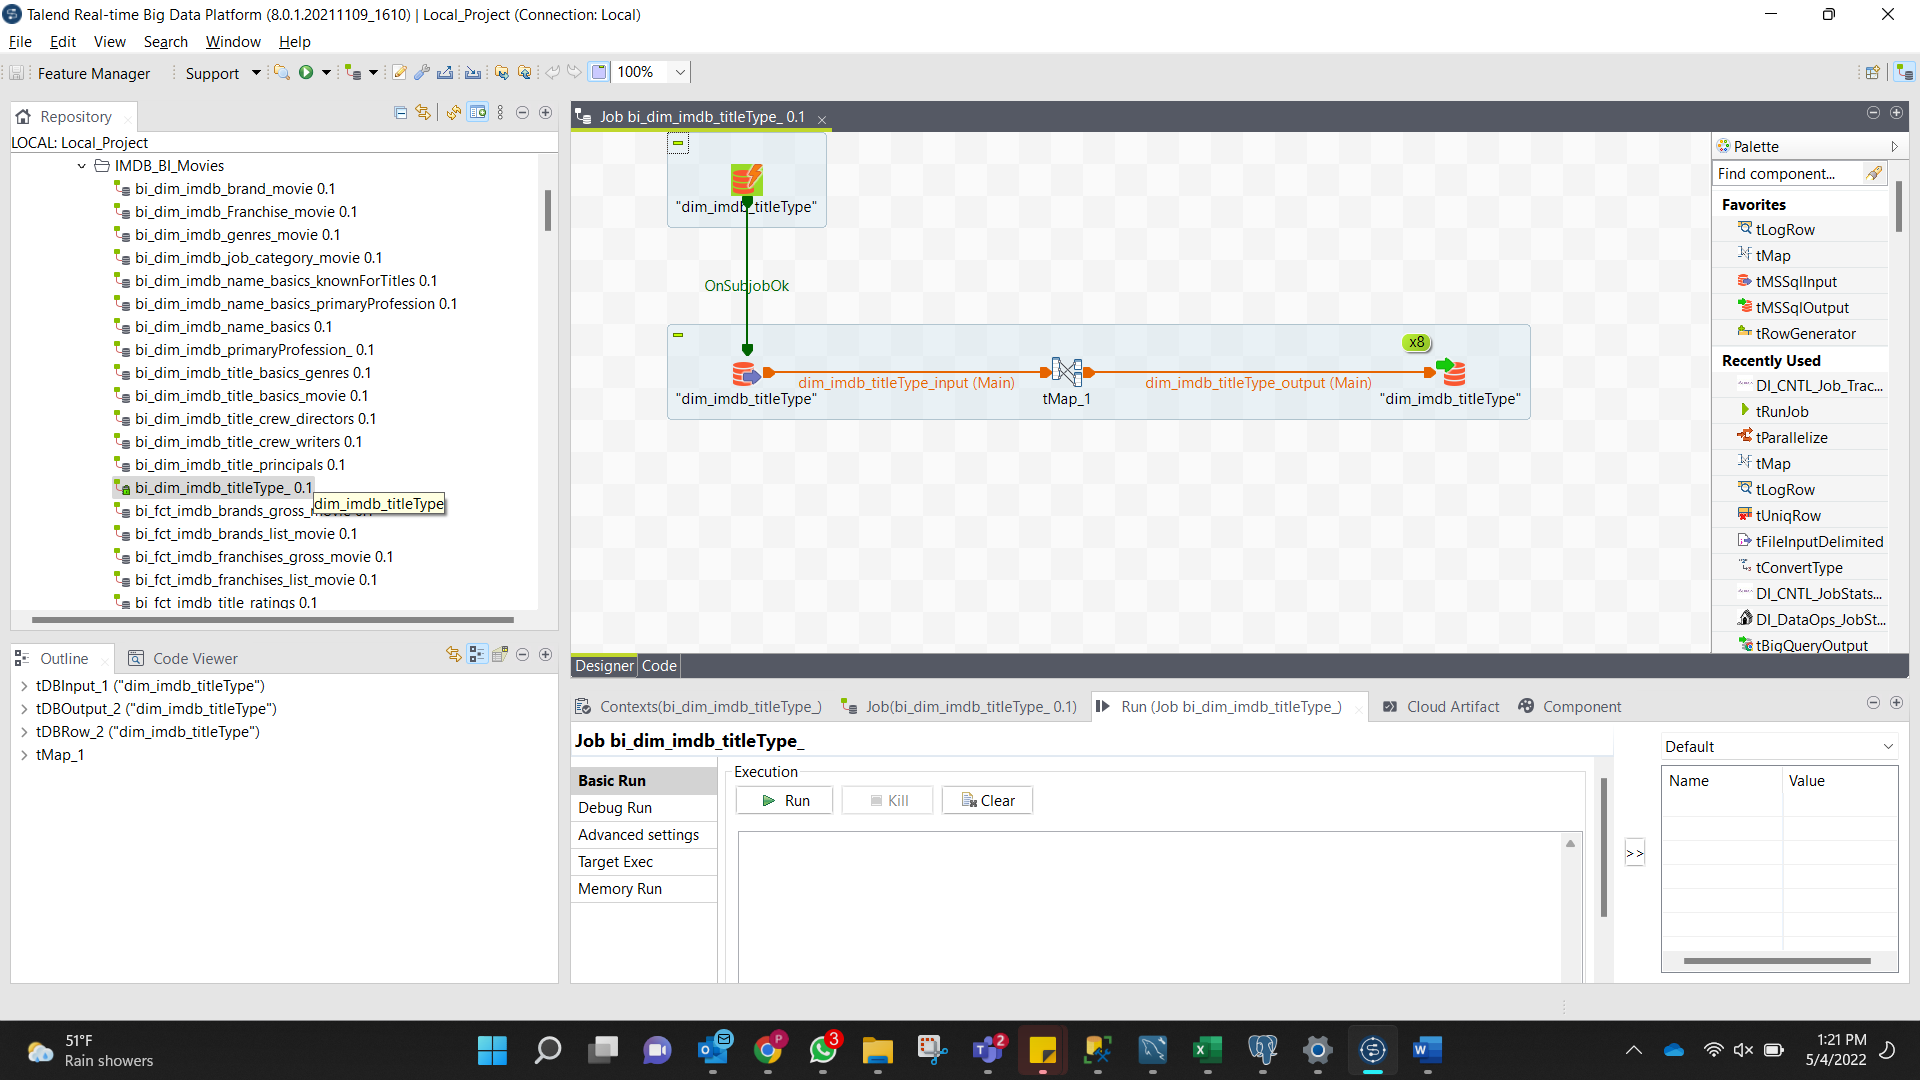 Talend Real-time Big Data Platform (8.0.1.20211109_1610) | Local_Project (Connection: Local)
File Edit View Search Window Help
Feature Manager Support 100%
Repository
LOCAL: Local_Project
IMDB_BI_Movies
bi_dim_imdb_brand_movie 0.1
bi_dim_imdb_Franchise_movie 0.1
bi_dim_imdb_genres_movie 0.1
bi_dim_imdb_job_category_movie 0.1
bi_dim_imdb_name_basics_knownForTitles 0.1
bi_dim_imdb_name_basics_primaryProfession 0.1
bi_dim_imdb_name_basics 0.1
bi_dim_imdb_primaryProfession_ 0.1
bi_dim_imdb_title_basics_genres 0.1
bi_dim_imdb_title_basics_movie 0.1
bi_dim_imdb_title_crew_directors 0.1
bi_dim_imdb_title_crew_writers 0.1
bi_dim_imdb_title_principals 0.1
bi_dim_imdb_titleType_ 0.1
dim_imdb_titleType
bi_fct_imdb_brands_gross_
bi_fct_imdb_brands_list_movie 0.1
bi_fct_imdb_franchises_gross_movie 0.1
bi_fct_imdb_franchises_list_movie 0.1
bi_fct_imdb_title_ratings 0.1
Outline Code Viewer
tDBInput_1 ("dim_imdb_titleType")
tDBOutput_2 ("dim_imdb_titleType")
tDBRow_2 ("dim_imdb_titleType")
tMap_1
Job bi_dim_imdb_titleType_ 0.1
"dim_imdb_titleType"
OnSubjobOk
x8
dim_imdb_titleType_input (Main)
dim_imdb_titleType_output (Main)
"dim_imdb_titleType"
tMap_1
"dim_imdb_titleType"
Designer Code
Palette
Find component...
Favorites
tLogRow
tMap
tMSSqlInput
tMSSqlOutput
tRowGenerator
Recently Used
DI_CNTL_Job_Trac...
tRunJob
tParallelize
tMap
tLogRow
tUniqRow
tFileInputDelimited
tConvertType
DI_CNTL_JobStats...
DI_DataOps_JobSt...
tBigQueryOutput
Contexts(bi_dim_imdb_titleType_) Job(bi_dim_imdb_titleType_ 0.1) Run (Job bi_dim_imdb_titleType_) Cloud Artifact Component
Job bi_dim_imdb_titleType_
Basic Run
Debug Run
Advanced settings
Target Exec
Memory Run
Execution
Run Kill Clear
>>
Default
Name Value
51°F
Rain showers
P
3
2
1:21 PM
5/4/2022